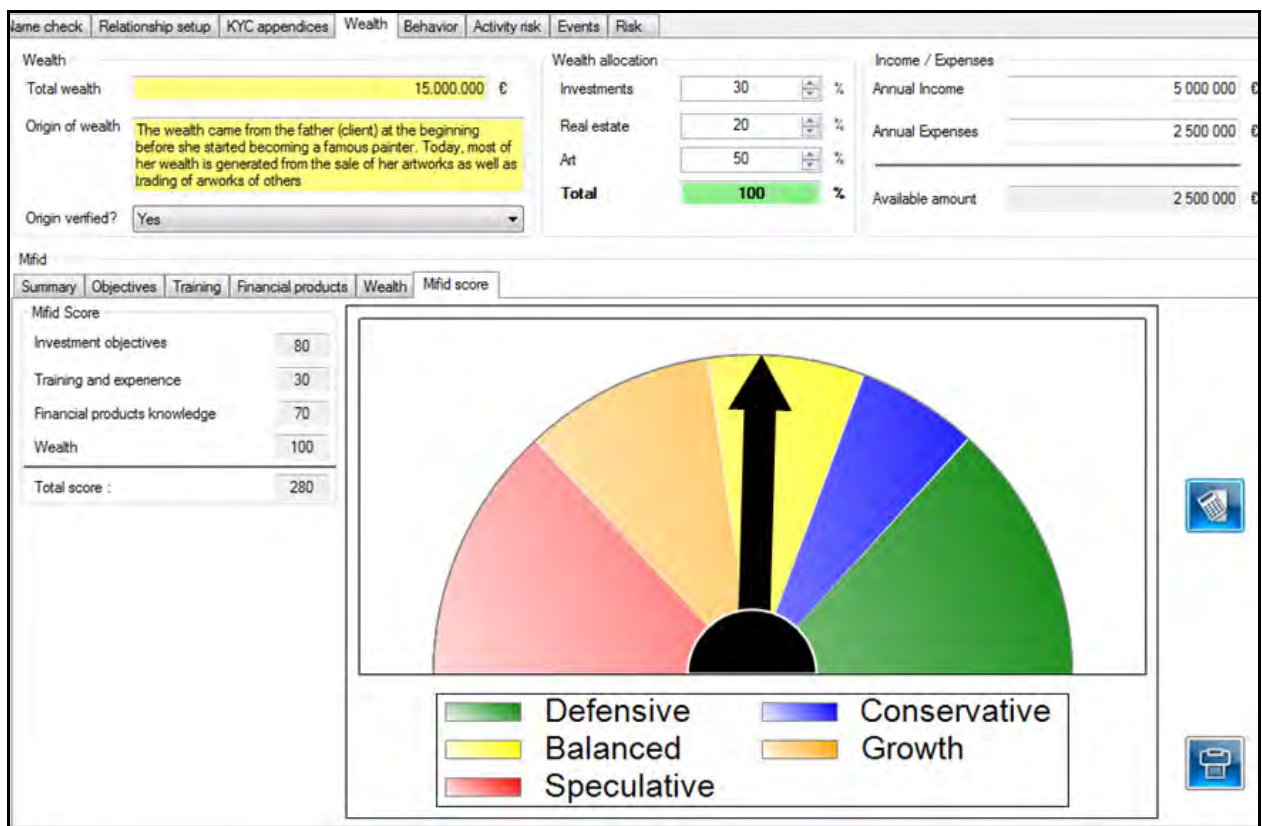 Name check Relationship setup KYC appendices Wealth Behavior Activity risk Events Risk
Wealth
Total wealth 15.000.000 €
Origin of wealth The wealth came from the father (client) at the beginning
before she started becoming a famous painter. Today, most of
her wealth is generated from the sale of her artworks as well as
trading of arworks of others
Origin verified? Yes
Wealth allocation
Investments 30 %
Real estate 20 %
Art 50 %
Total 100 %
Income / Expenses
Annual Income 5 000 000 €
Annual Expenses 2 500 000 €
Available amount 2 500 000 €
Mifid
Summary Objectives Training Financial products Wealth Mifid score
Mifid Score
Investment objectives 80
Training and experience 30
Financial products knowledge 70
Wealth 100
Total score : 280
Defensive Conservative
Balanced Growth
Speculative